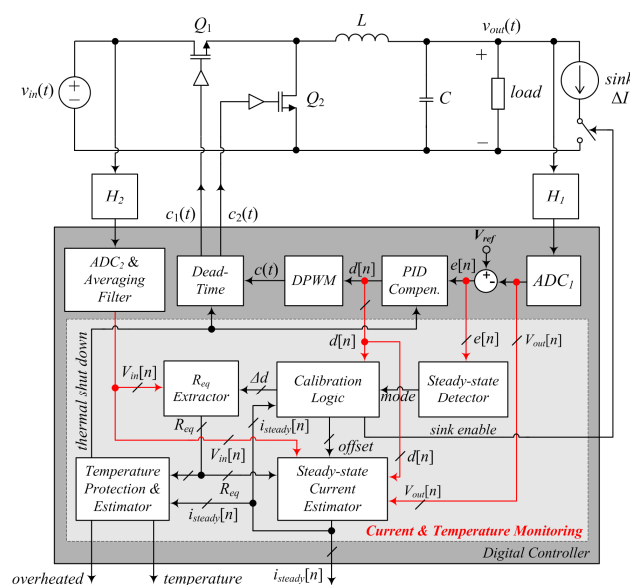 Q1
L
vout(t)
vin(t)
Q2
C
load
sink
ΔI
H2
c1(t)
c2(t)
H1
ADC2 &
Averaging
Filter
Dead-
Time
c(t)
DPWM
d[n]
PID
Compen.
e[n]
Vref
+
-
ADC1
thermal shut down
Vin[n]
Req
Extractor
Δd
d[n]
Calibration
Logic
mode
e[n]
Steady-state
Detector
Vout[n]
Req
isteady[n]
Vin[n]
offset
sink enable
d[n]
Temperature
Protection &
Estimator
Req
isteady[n]
Steady-state
Current
Estimator
Vout[n]
Current & Temperature Monitoring
Digital Controller
overheated
temperature
isteady[n]